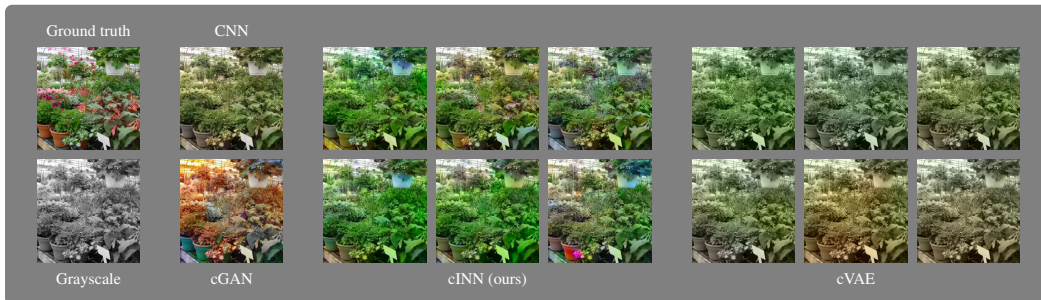 Ground truth
CNN
Grayscale
cGAN
cINN (ours)
cVAE